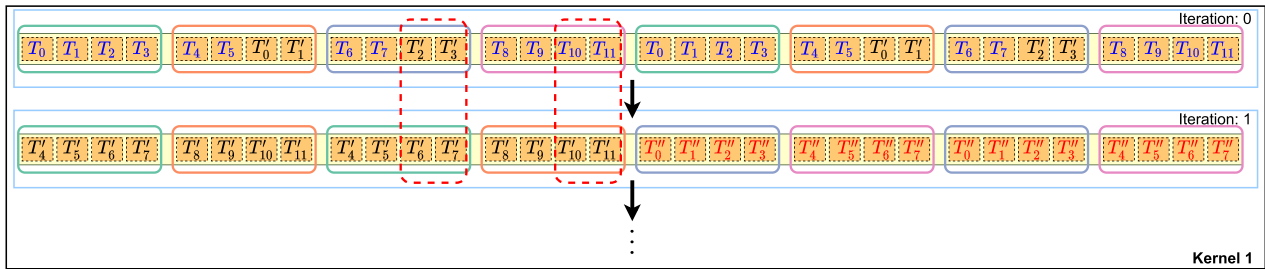 Iteration: 0
T₀ T₁ T₂ T₃ T₄ T₅ T′₀ T′₁ T₆ T₇ T′₂ T′₃ T₈ T₉ T₁₀ T₁₁ T₀ T₁ T₂ T₃ T₄ T₅ T′₀ T′₁ T₆ T₇ T′₂ T′₃ T₈ T₉ T₁₀ T₁₁
Iteration: 1
T′₄ T′₅ T′₆ T′₇ T′₈ T′₉ T′₁₀ T′₁₁ T′₄ T′₅ T′₆ T′₇ T′₈ T′₉ T′₁₀ T′₁₁ T″₀ T″₁ T″₂ T″₃ T″₄ T″₅ T″₆ T″₇ T″₀ T″₁ T″₂ T″₃ T″₄ T″₅ T″₆ T″₇
⋮
Kernel 1